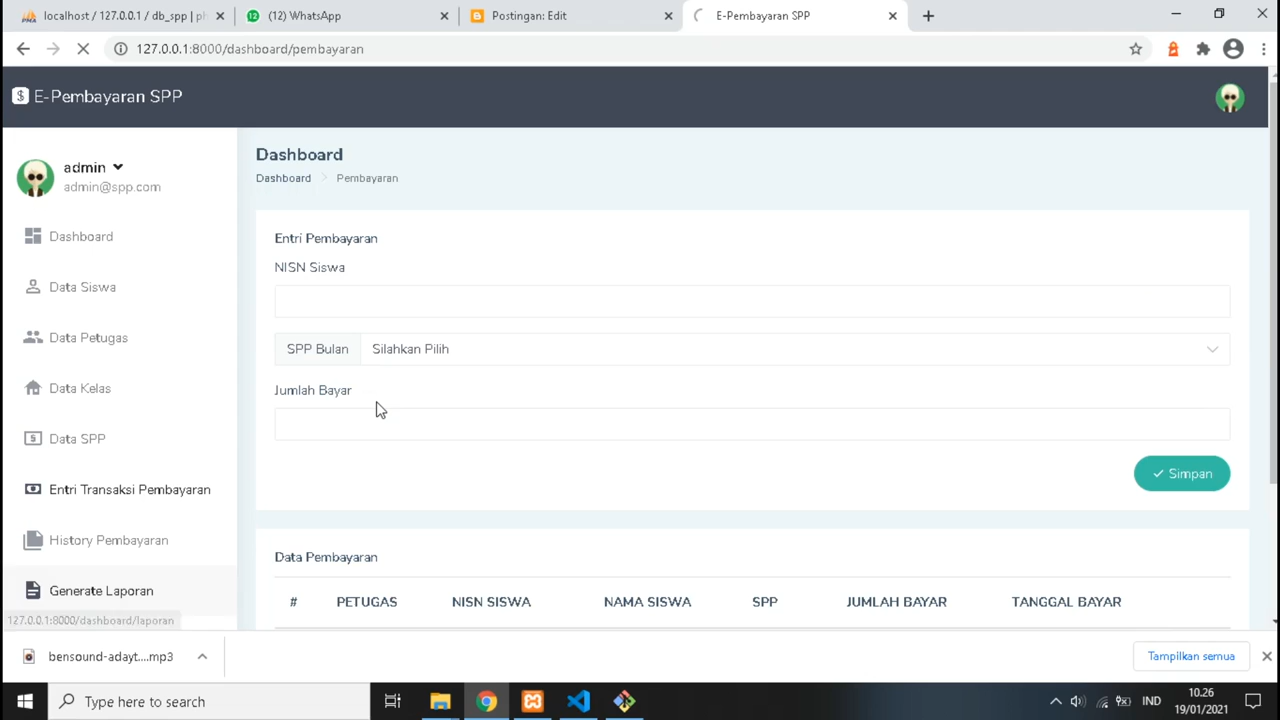 localhost / 127.0.0.1 / db_spp | ph
(12) WhatsApp
Postingan: Edit
E-Pembayaran SPP
127.0.0.1:8000/dashboard/pembayaran
E-Pembayaran SPP
admin
admin@spp.com
Dashboard
Data Siswa
Data Petugas
Data Kelas
Data SPP
Entri Transaksi Pembayaran
History Pembayaran
Generate Laporan
127.0.0.1:8000/dashboard/laporan
Dashboard
Dashboard > Pembayaran
Entri Pembayaran
NISN Siswa
SPP Bulan Silahkan Pilih
Jumlah Bayar
Simpan
Data Pembayaran
# PETUGAS NISN SISWA NAMA SISWA SPP JUMLAH BAYAR TANGGAL BAYAR
bensound-adayt....mp3
Tampilkan semua
Type here to search
IND
10.26
19/01/2021